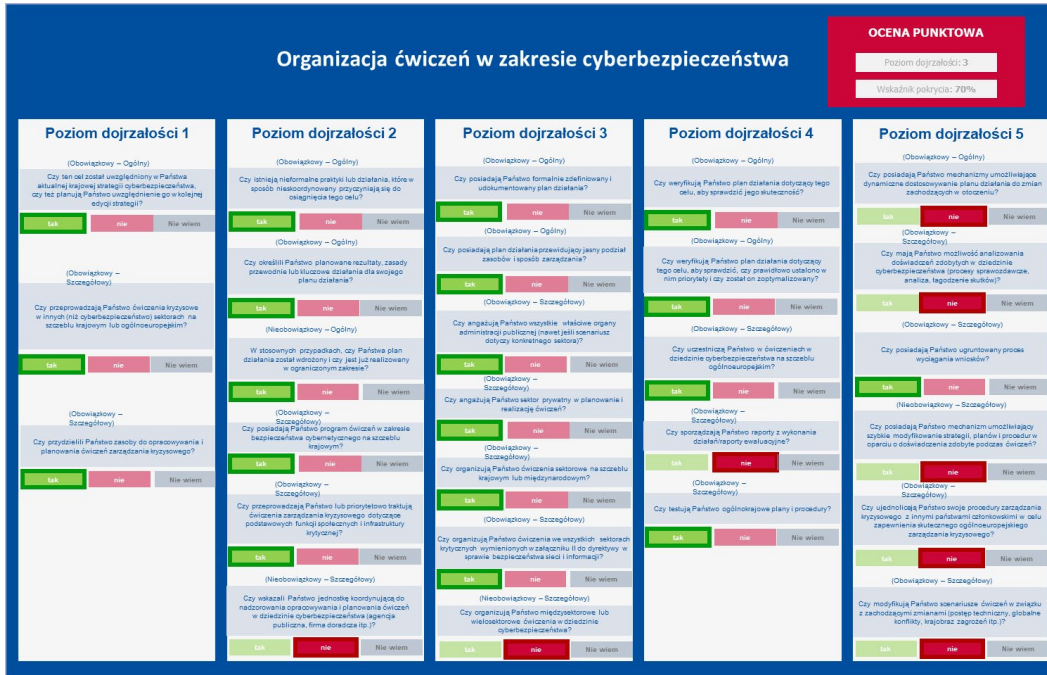 Organizacja ćwiczeń w zakresie cyberbezpieczeństwa
OCENA PUNKTOWA
Poziom dojrzałości: 3
Wskaźnik pokrycia: 70%
Poziom dojrzałości 1
(Obowiązkowy – Ogólny)
Czy ten cel został uwzględniony w Państwa
aktualnej krajowej strategii cyberbezpieczeństwa,
czy też planują Państwo uwzględnienie go w kolejnej
edycji strategii?
tak nie Nie wiem
(Obowiązkowy –
Szczegółowy)
Czy przeprowadzają Państwo ćwiczenia kryzysowe
w innych (niż cyberbezpieczeństwo) sektorach na
szczeblu krajowym lub ogólnoeuropejskim?
tak nie Nie wiem
(Obowiązkowy –
Szczegółowy)
Czy przydzielili Państwo zasoby do opracowywania i
planowania ćwiczeń zarządzania kryzysowego?
tak nie Nie wiem
Poziom dojrzałości 2
(Obowiązkowy – Ogólny)
Czy istnieją nieformalne praktyki lub działania, które w
sposób nieskoordynowany przyczyniają się do
osiągnięcia tego celu?
tak nie Nie wiem
(Obowiązkowy – Ogólny)
Czy określili Państwo planowane rezultaty, zasady
przewodnie lub kluczowe działania dla swojego
planu działania?
tak nie Nie wiem
(Nieobowiązkowy – Ogólny)
W stosownych przypadkach, czy Państwa plan
działania został wdrożony i czy jest już realizowany
w ograniczonym zakresie?
tak nie Nie wiem
(Obowiązkowy –
Szczegółowy)
Czy posiadają Państwo program ćwiczeń w zakresie
bezpieczeństwa cybernetycznego na szczeblu
krajowym?
tak nie Nie wiem
(Obowiązkowy –
Szczegółowy)
Czy przeprowadzają Państwo lub priorytetowo traktują
ćwiczenia zarządzania kryzysowego dotyczące
podstawowych funkcji społecznych i infrastruktury
krytycznej?
tak nie Nie wiem
(Nieobowiązkowy – Szczegółowy)
Czy wskazali Państwo jednostkę koordynującą do
nadzorowania opracowywania i planowania ćwiczeń
w dziedzinie cyberbezpieczeństwa (agencja
publiczna, firma doradcza itp.)?
tak nie Nie wiem
Poziom dojrzałości 3
(Obowiązkowy – Ogólny)
Czy posiadają Państwo formalnie zdefiniowany i
udokumentowany plan działania?
tak nie Nie wiem
(Obowiązkowy – Ogólny)
Czy posiadają plan działania przewidujący jasny podział
zasobów i sposób zarządzania?
tak nie Nie wiem
(Obowiązkowy – Szczegółowy)
Czy angażują Państwo wszystkie właściwe organy
administracji publicznej (nawet jeśli scenariusz
dotyczy konkretnego sektora)?
tak nie Nie wiem
(Obowiązkowy –
Szczegółowy)
Czy angażują Państwo sektor prywatny w planowanie i
realizację ćwiczeń?
tak nie Nie wiem
(Obowiązkowy –
Szczegółowy)
Czy organizują Państwo ćwiczenia sektorowe na szczeblu
krajowym lub międzynarodowym?
tak nie Nie wiem
(Obowiązkowy – Szczegółowy)
Czy organizują Państwo ćwiczenia we wszystkich sektorach
krytycznych wymienionych w załączniku II do dyrektywy w
sprawie bezpieczeństwa sieci i informacji?
tak nie Nie wiem
(Nieobowiązkowy – Szczegółowy)
Czy organizują Państwo międzysektorowe lub
wielosektorowe ćwiczenia w dziedzinie
cyberbezpieczeństwa?
tak nie Nie wiem
Poziom dojrzałości 4
(Obowiązkowy – Ogólny)
Czy weryfikują Państwo plan działania dotyczący tego
celu, aby sprawdzić jego skuteczność?
tak nie Nie wiem
(Obowiązkowy – Ogólny)
Czy weryfikują Państwo plan działania dotyczący
tego celu, aby sprawdzić, czy prawidłowo ustalono w
nim priorytety i czy został on zoptymalizowany?
tak nie Nie wiem
(Obowiązkowy – Szczegółowy)
Czy uczestniczą Państwo w ćwiczeniach w
dziedzinie cyberbezpieczeństwa na szczeblu
ogólnoeuropejskim?
tak nie Nie wiem
(Obowiązkowy –
Szczegółowy)
Czy sporządzają Państwo raporty z wykonania
działań/raporty ewaluacyjne?
tak nie Nie wiem
(Obowiązkowy –
Szczegółowy)
Czy testują Państwo ogólnokrajowe plany i procedury?
tak nie Nie wiem
Poziom dojrzałości 5
(Obowiązkowy – Ogólny)
Czy posiadają Państwo mechanizmy umożliwiające
dynamiczne dostosowywanie planu działania do zmian
zachodzących w otoczeniu?
tak nie Nie wiem
(Obowiązkowy –
Szczegółowy)
Czy mają Państwo możliwość analizowania
doświadczeń zdobytych w dziedzinie
cyberbezpieczeństwa (procesy sprawozdawcze,
analiza, łagodzenie skutków)?
tak nie Nie wiem
(Obowiązkowy – Szczegółowy)
Czy posiadają Państwo ugruntowany proces
wyciągania wniosków?
tak nie Nie wiem
(Nieobowiązkowy – Szczegółowy)
Czy posiadają Państwo mechanizm umożliwiający
szybkie modyfikowanie strategii, planów i procedur w
oparciu o doświadczenia zdobyte podczas ćwiczeń?
tak nie Nie wiem
(Obowiązkowy –
Szczegółowy)
Czy ujednolicają Państwo swoje procedury zarządzania
kryzysowego z innymi państwami członkowskimi w celu
zapewnienia skutecznego ogólnoeuropejskiego
zarządzania kryzysowego?
tak nie Nie wiem
(Obowiązkowy – Szczegółowy)
Czy modyfikują Państwo scenariusze ćwiczeń w związku
z zachodzącymi zmianami (postęp techniczny, globalne
konflikty, krajobraz zagrożeń itp.)?
tak nie Nie wiem